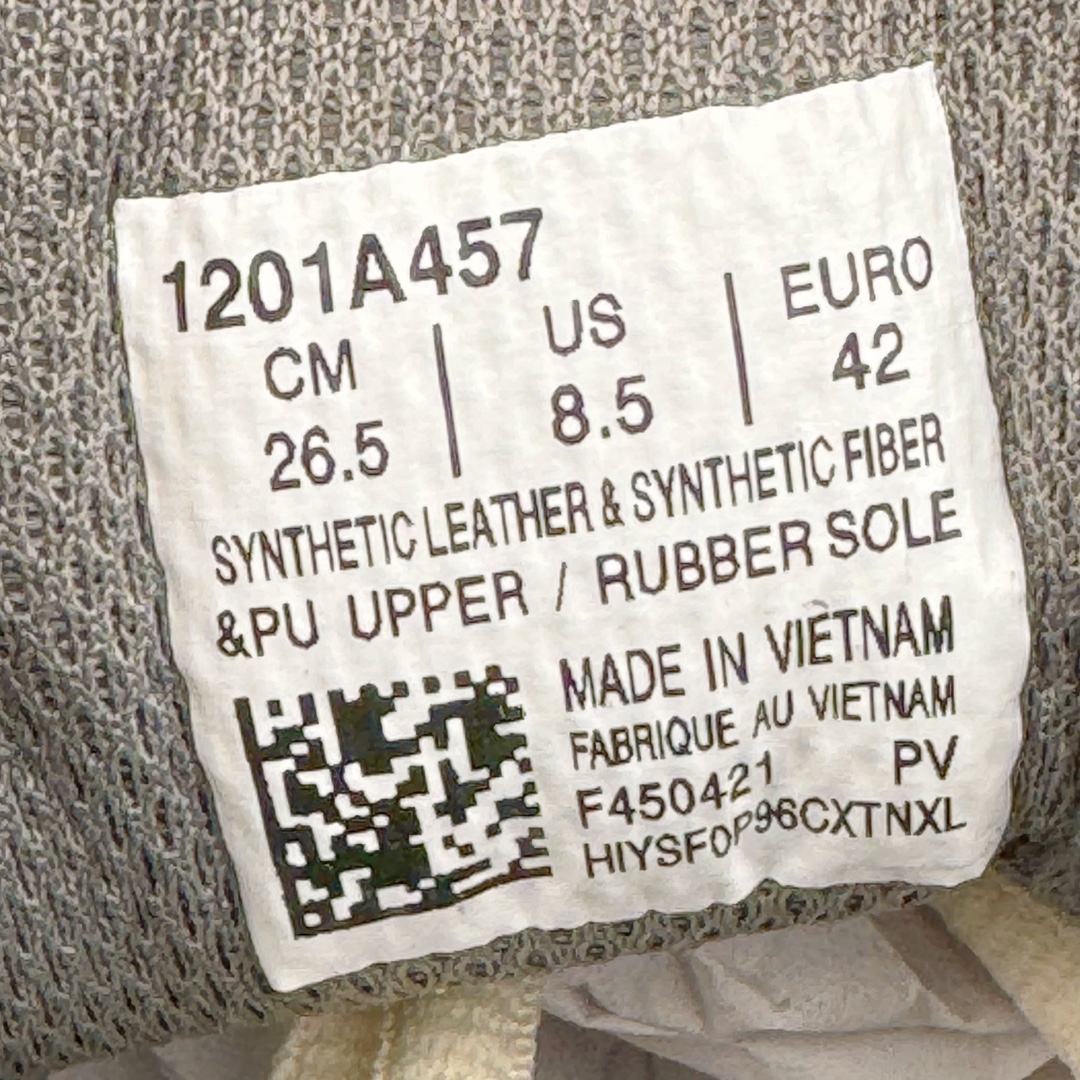 1201A457
CM | US | EURO
26.5 | 8.5 | 42
SYNTHETIC LEATHER & SYNTHETIC FIBER
&PU UPPER / RUBBER SOLE
MADE IN VIETNAM
FABRIQUE AU VIETNAM
F450421 PV
HIYSFOP96CXTNXL